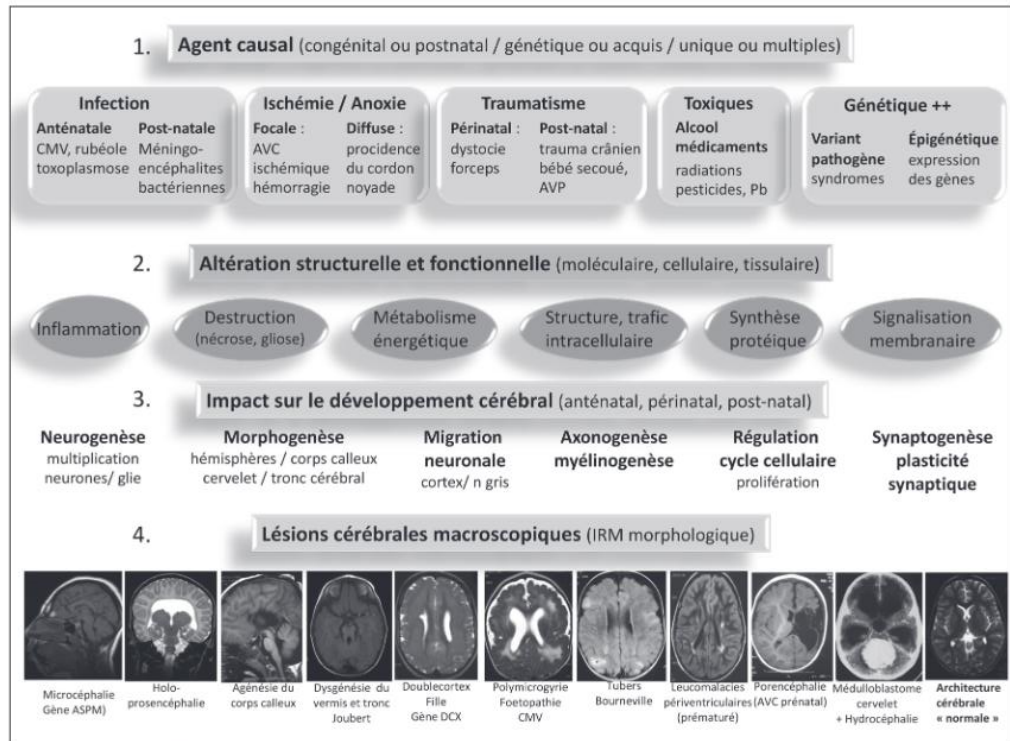 1. Agent causal (congénital ou postnatal / génétique ou acquis / unique ou multiples)
Infection
Anténatale
CMV, rubéole
toxoplasmose
Post-natale
Méningo-
encéphalites
bactériennes
Ischémie / Anoxie
Focale :
AVC
ischémique
hémorragie
Diffuse :
procidence
du cordon
noyade
Traumatisme
Périnatal :
dystocie
forceps
Post-natal :
trauma crânien
bébé secoué,
AVP
Toxiques
Alcool
médicaments
radiations
pesticides, Pb
Génétique ++
Variant
pathogène
syndromes
Épigénétique
expression
des gènes
2. Altération structurelle et fonctionnelle (moléculaire, cellulaire, tissulaire)
Inflammation
Destruction
(nécrose, gliose)
Métabolisme
énergétique
Structure, trafic
intracellulaire
Synthèse
protéique
Signalisation
membranaire
3. Impact sur le développement cérébral (anténatal, périnatal, post-natal)
Neurogenèse
multiplication
neurones/ glie
Morphogenèse
hémisphères / corps calleux
cervelet / tronc cérébral
Migration
neuronale
cortex/ n gris
Axonogenèse
myélinogenèse
Régulation
cycle cellulaire
prolifération
Synaptogenèse
plasticité
synaptique
4. Lésions cérébrales macroscopiques (IRM morphologique)
Microcéphalie
Gène ASPM)
Holo-
prosencéphalie
Agénésie du
corps calleux
Dysgénésie du
vermis et tronc
Joubert
Doublecortex
Fille
Gène DCX
Polymicrogyrie
Foetopathie
CMV
Tubers
Bourneville
Leucomalacies
périventriculaires
(prématuré)
Porencéphalie
(AVC prénatal)
Médulloblastome
cervelet
+ Hydrocéphalie
Architecture
cérébrale
« normale »